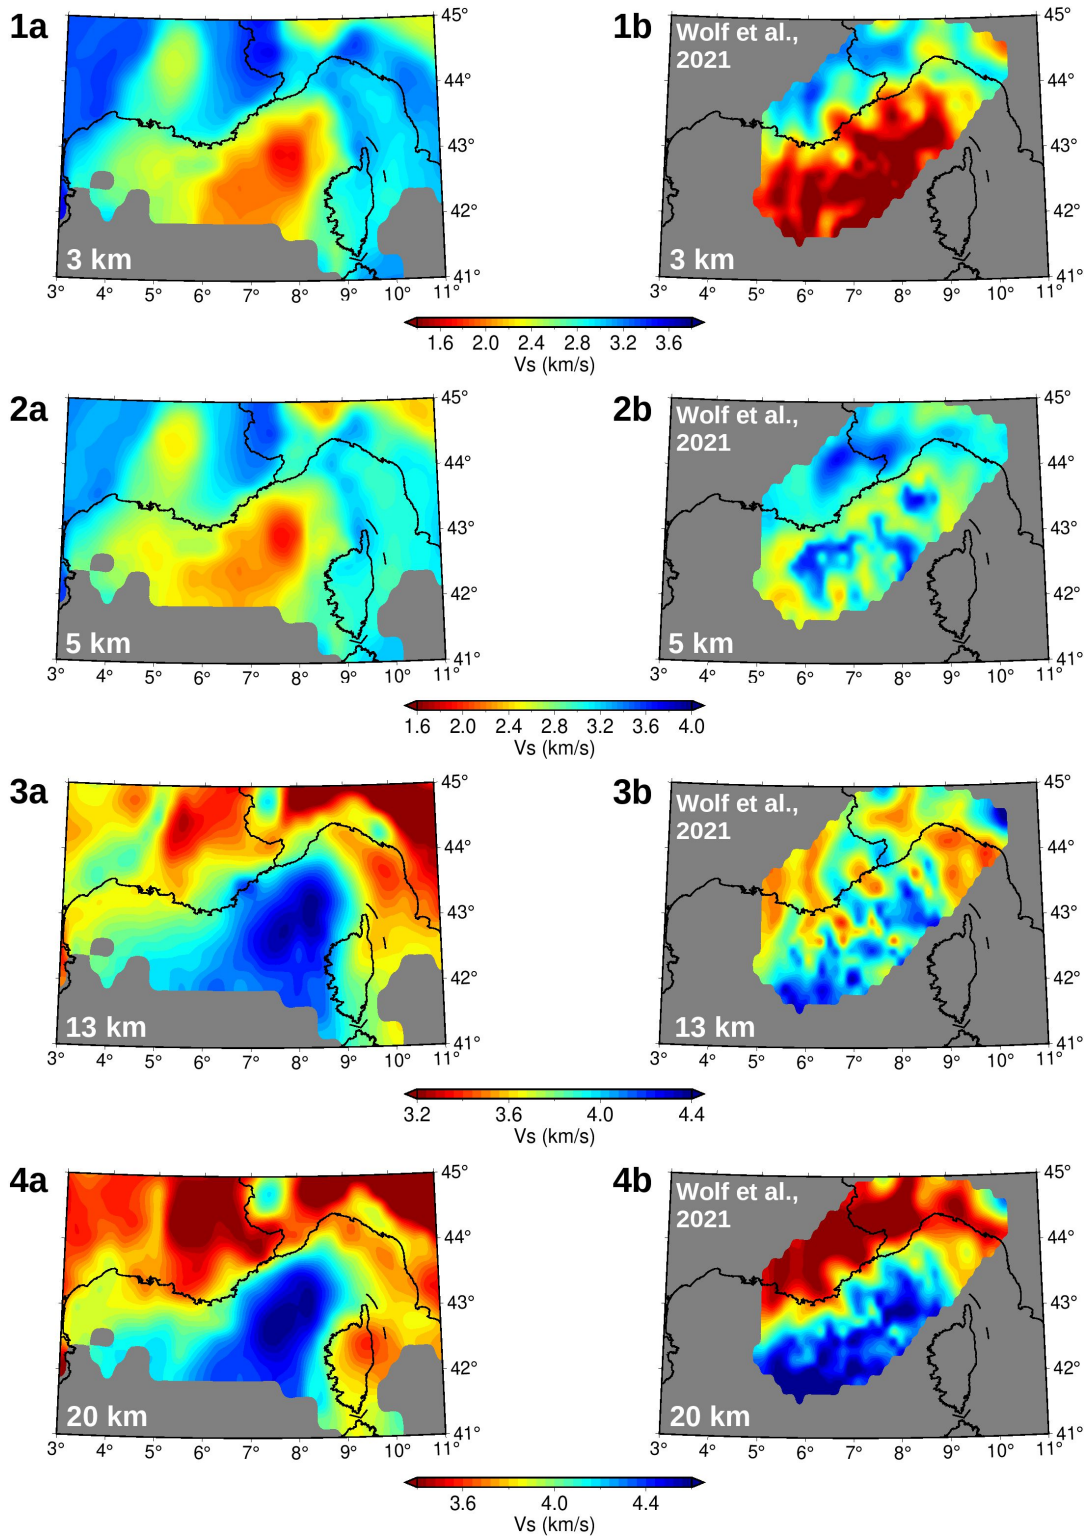 1a
1b
Wolf et al.,
2021
45°
44°
43°
42°
41°
45°
44°
43°
42°
41°
3 km
3 km
3° 4° 5° 6° 7° 8° 9° 10° 11°
3° 4° 5° 6° 7° 8° 9° 10° 11°
1.6 2.0 2.4 2.8 3.2 3.6
Vs (km/s)
2a
2b
Wolf et al.,
2021
45°
44°
43°
42°
41°
45°
44°
43°
42°
41°
5 km
5 km
3° 4° 5° 6° 7° 8° 9° 10° 11°
3° 4° 5° 6° 7° 8° 9° 10° 11°
1.6 2.0 2.4 2.8 3.2 3.6 4.0
Vs (km/s)
3a
3b
Wolf et al.,
2021
45°
44°
43°
42°
41°
45°
44°
43°
42°
41°
13 km
13 km
3° 4° 5° 6° 7° 8° 9° 10° 11°
3° 4° 5° 6° 7° 8° 9° 10° 11°
3.2 3.6 4.0 4.4
Vs (km/s)
4a
4b
Wolf et al.,
2021
45°
44°
43°
42°
41°
45°
44°
43°
42°
41°
20 km
20 km
3° 4° 5° 6° 7° 8° 9° 10° 11°
3° 4° 5° 6° 7° 8° 9° 10° 11°
3.6 4.0 4.4
Vs (km/s)